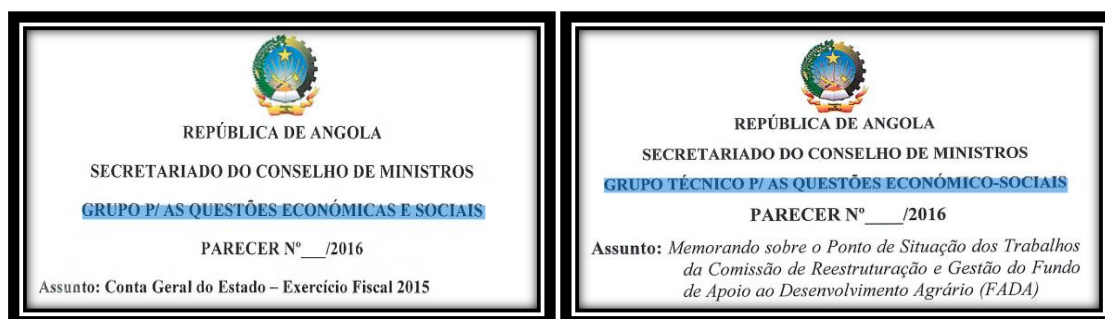 REPÚBLICA DE ANGOLA
SECRETARIADO DO CONSELHO DE MINISTROS
GRUPO P/ AS QUESTÕES ECONÓMICAS E SOCIAIS
PARECER Nº___/2016
Assunto: Conta Geral do Estado – Exercício Fiscal 2015
REPÚBLICA DE ANGOLA
SECRETARIADO DO CONSELHO DE MINISTROS
GRUPO TÉCNICO P/ AS QUESTÕES ECONÓMICO-SOCIAIS
PARECER Nº____/2016
Assunto: Memorando sobre o Ponto de Situação dos Trabalhos
da Comissão de Reestruturação e Gestão do Fundo
de Apoio ao Desenvolvimento Agrário (FADA)